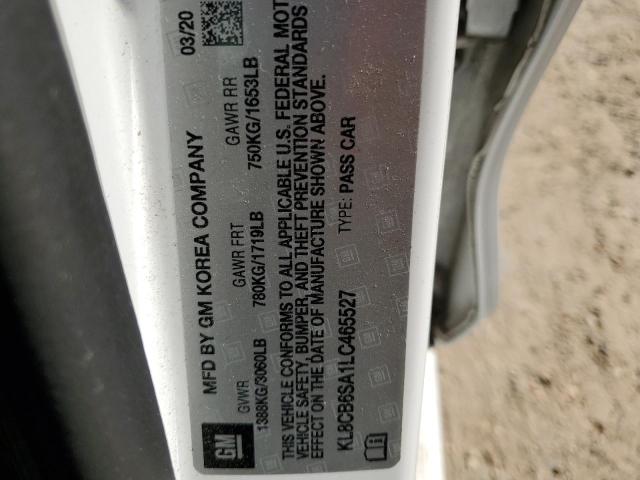 GM
MFD BY GM KOREA COMPANY
03/20
GVWR GAWR FRT GAWR RR
1388KG/3060LB 780KG/1719LB 750KG/1653LB
THIS VEHICLE CONFORMS TO ALL APPLICABLE U.S. FEDERAL MOT
VEHICLE SAFETY, BUMPER, AND THEFT PREVENTION STANDARDS
EFFECT ON THE DATE OF MANUFACTURE SHOWN ABOVE.
KL8CB6SA1LC465527 TYPE: PASS CAR